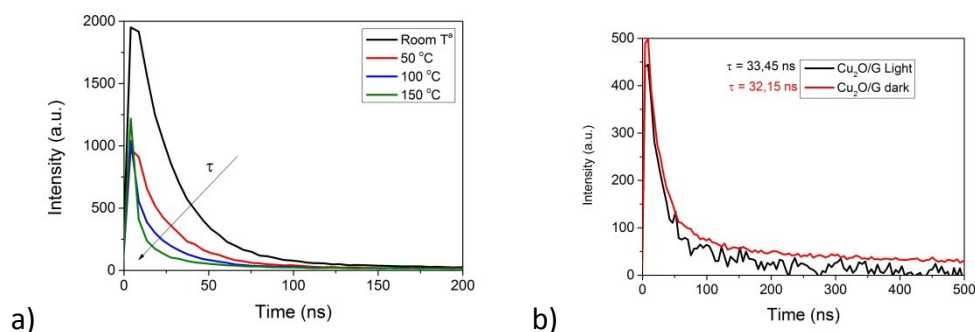 2000
1500
1000
500
0
Intensity (a.u.)
0 50 100 150 200
Time (ns)
Room Tª
50 °C
100 °C
150 °C
τ
a)
500
400
300
200
100
0
Intensity (a.u.)
0 100 200 300 400 500
Time (ns)
τ = 33,45 ns
τ = 32,15 ns
Cu₂O/G Light
Cu₂O/G dark
b)